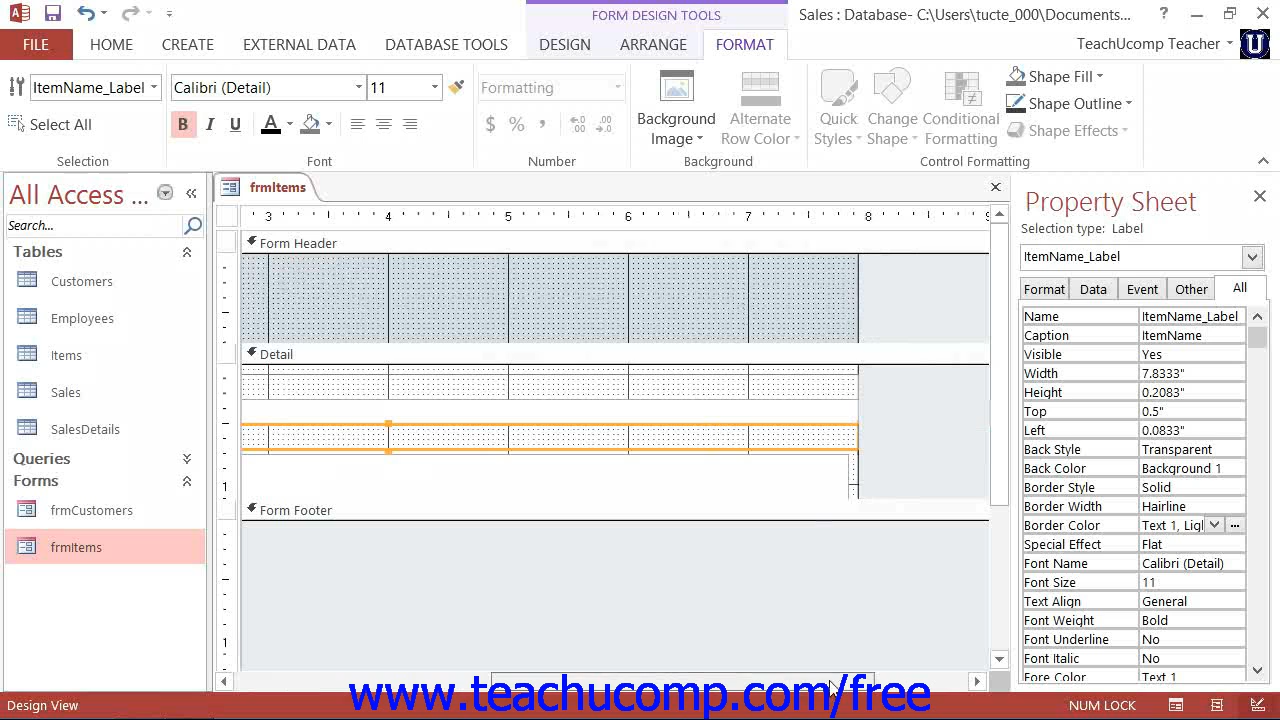 FORM DESIGN TOOLS
Sales : Database- C:\Users\tucte_000\Documents...
FILE HOME CREATE EXTERNAL DATA DATABASE TOOLS DESIGN ARRANGE FORMAT
TeachUcomp Teacher
ItemName_Label
Select All
Selection
Calibri (Detail) 11
B I U A
Font
Formatting
$ % ,
Number
Background Image
Alternate Row Color
Background
Quick Styles
Change Shape
Conditional Formatting
Shape Fill
Shape Outline
Shape Effects
Control Formatting
All Access ...
Search...
Tables
Customers
Employees
Items
Sales
SalesDetails
Queries
Forms
frmCustomers
frmItems
frmItems
3 4 5 6 7 8
Form Header
Detail
1
Form Footer
1
Property Sheet
Selection type: Label
ItemName_Label
Format Data Event Other All
Name ItemName_Label
Caption ItemName
Visible Yes
Width 7.8333"
Height 0.2083"
Top 0.5"
Left 0.0833"
Back Style Transparent
Back Color Background 1
Border Style Solid
Border Width Hairline
Border Color Text 1, Ligl
Special Effect Flat
Font Name Calibri (Detail)
Font Size 11
Text Align General
Font Weight Bold
Font Underline No
Font Italic No
Fore Color Text 1
www.teachucomp.com/free
Design View
NUM LOCK